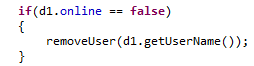 if(d1.online == false)
{
    removeUser(d1.getUserName());
}